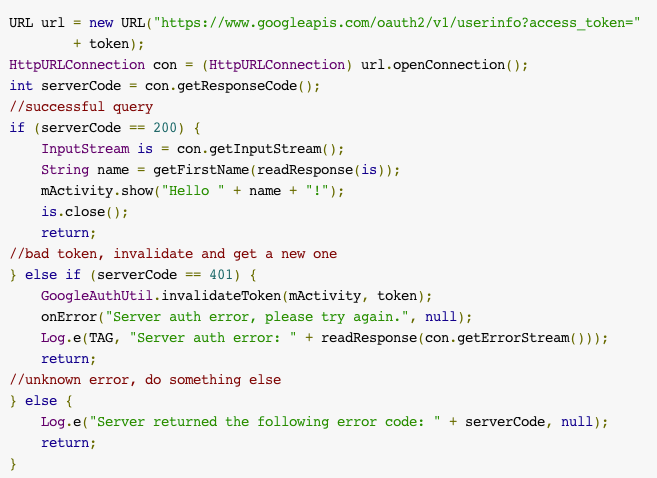 URL url = new URL("https://www.googleapis.com/oauth2/v1/userinfo?access_token="
        + token);
HttpURLConnection con = (HttpURLConnection) url.openConnection();
int serverCode = con.getResponseCode();
//successful query
if (serverCode == 200) {
    InputStream is = con.getInputStream();
    String name = getFirstName(readResponse(is));
    mActivity.show("Hello " + name + "!");
    is.close();
    return;
//bad token, invalidate and get a new one
} else if (serverCode == 401) {
    GoogleAuthUtil.invalidateToken(mActivity, token);
    onError("Server auth error, please try again.", null);
    Log.e(TAG, "Server auth error: " + readResponse(con.getErrorStream()));
    return;
//unknown error, do something else
} else {
    Log.e("Server returned the following error code: " + serverCode, null);
    return;
}